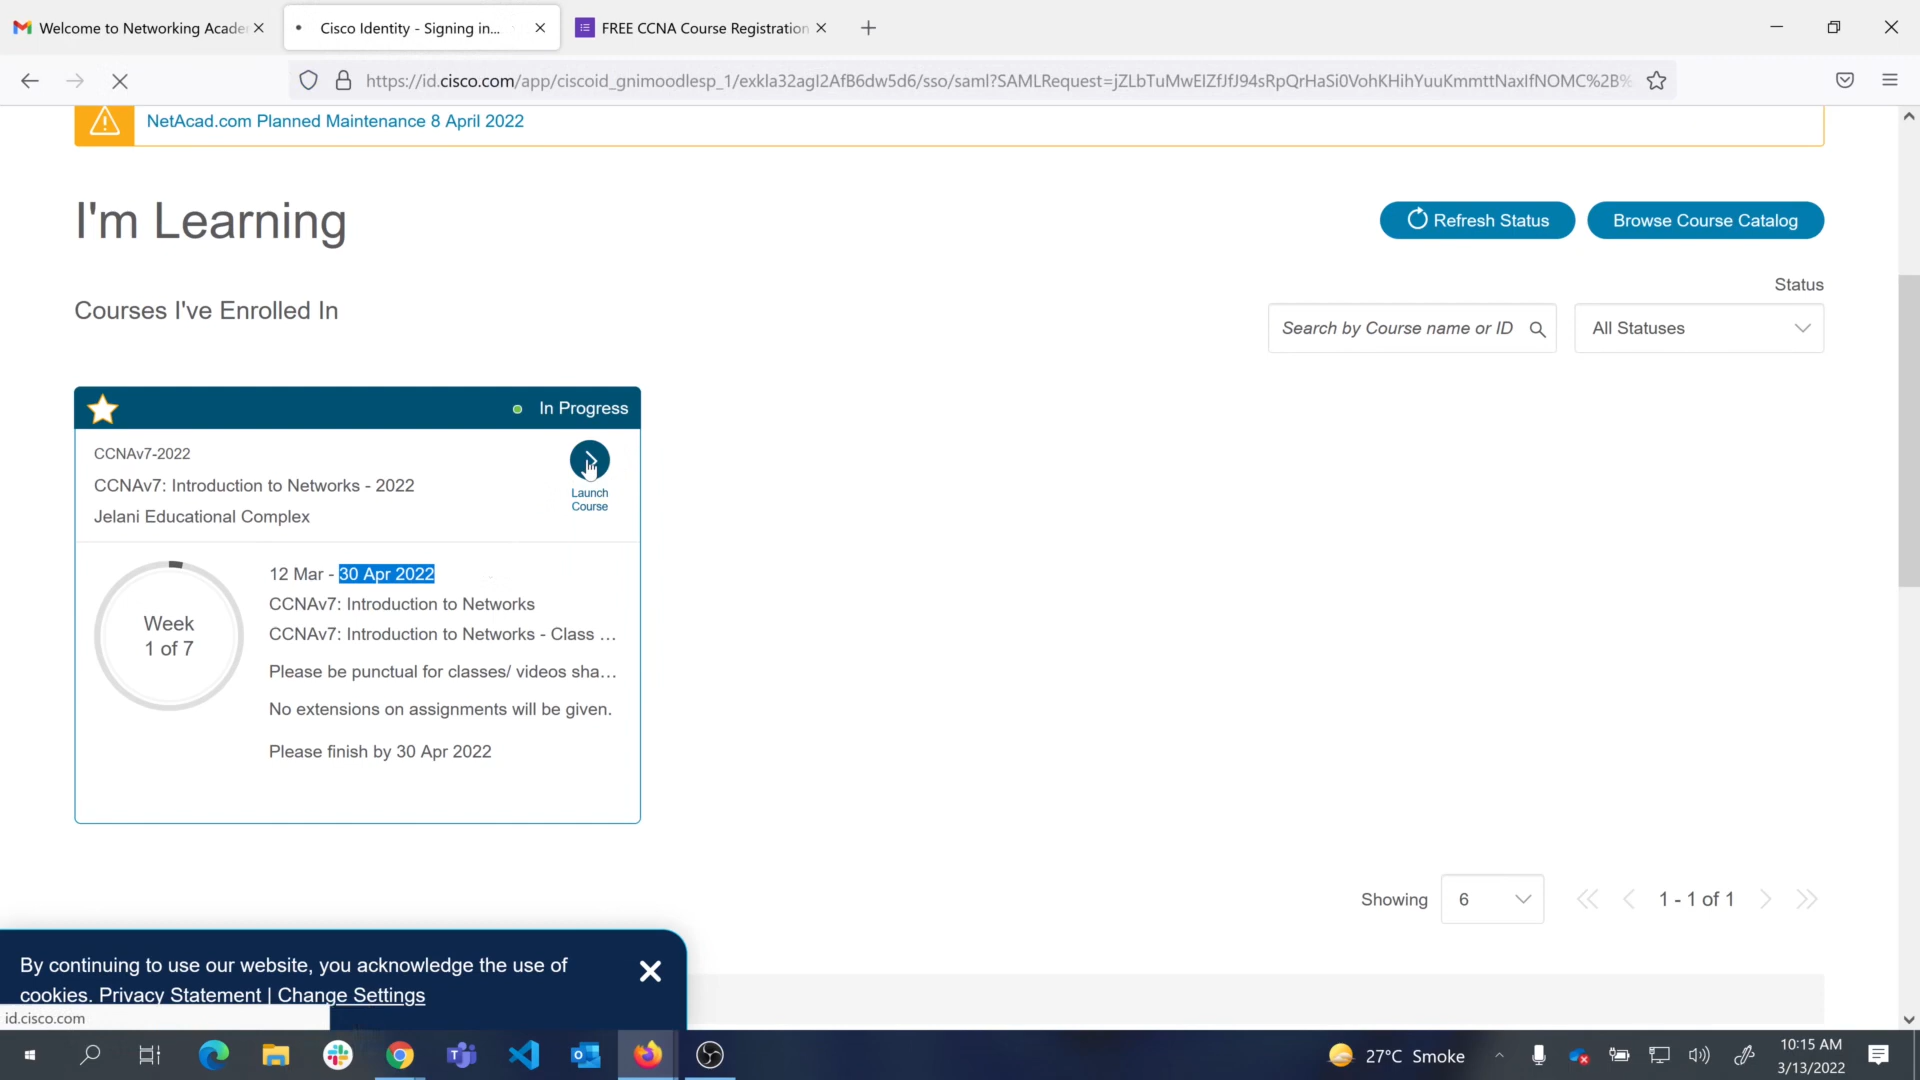 Welcome to Networking Acade
Cisco Identity - Signing in...
FREE CCNA Course Registration
https://id.cisco.com/app/ciscoid_gnimoodlesp_1/exkla32agl2AfB6dw5d6/sso/saml?SAMLRequest=jZLbTuMwEIZfJfJ94sRpQrHaSi0VohKHihYuuKmmttNaxIfNOMC%2B%
NetAcad.com Planned Maintenance 8 April 2022
I'm Learning
Refresh Status
Browse Course Catalog
Status
Courses I've Enrolled In
Search by Course name or ID
All Statuses
In Progress
CCNAv7-2022
CCNAv7: Introduction to Networks - 2022
Launch
Course
Jelani Educational Complex
12 Mar - 30 Apr 2022
CCNAv7: Introduction to Networks
Week
1 of 7
CCNAv7: Introduction to Networks - Class ...
Please be punctual for classes/ videos sha...
No extensions on assignments will be given.
Please finish by 30 Apr 2022
Showing
6
1 - 1 of 1
By continuing to use our website, you acknowledge the use of
cookies. Privacy Statement | Change Settings
id.cisco.com
27°C Smoke
10:15 AM
3/13/2022